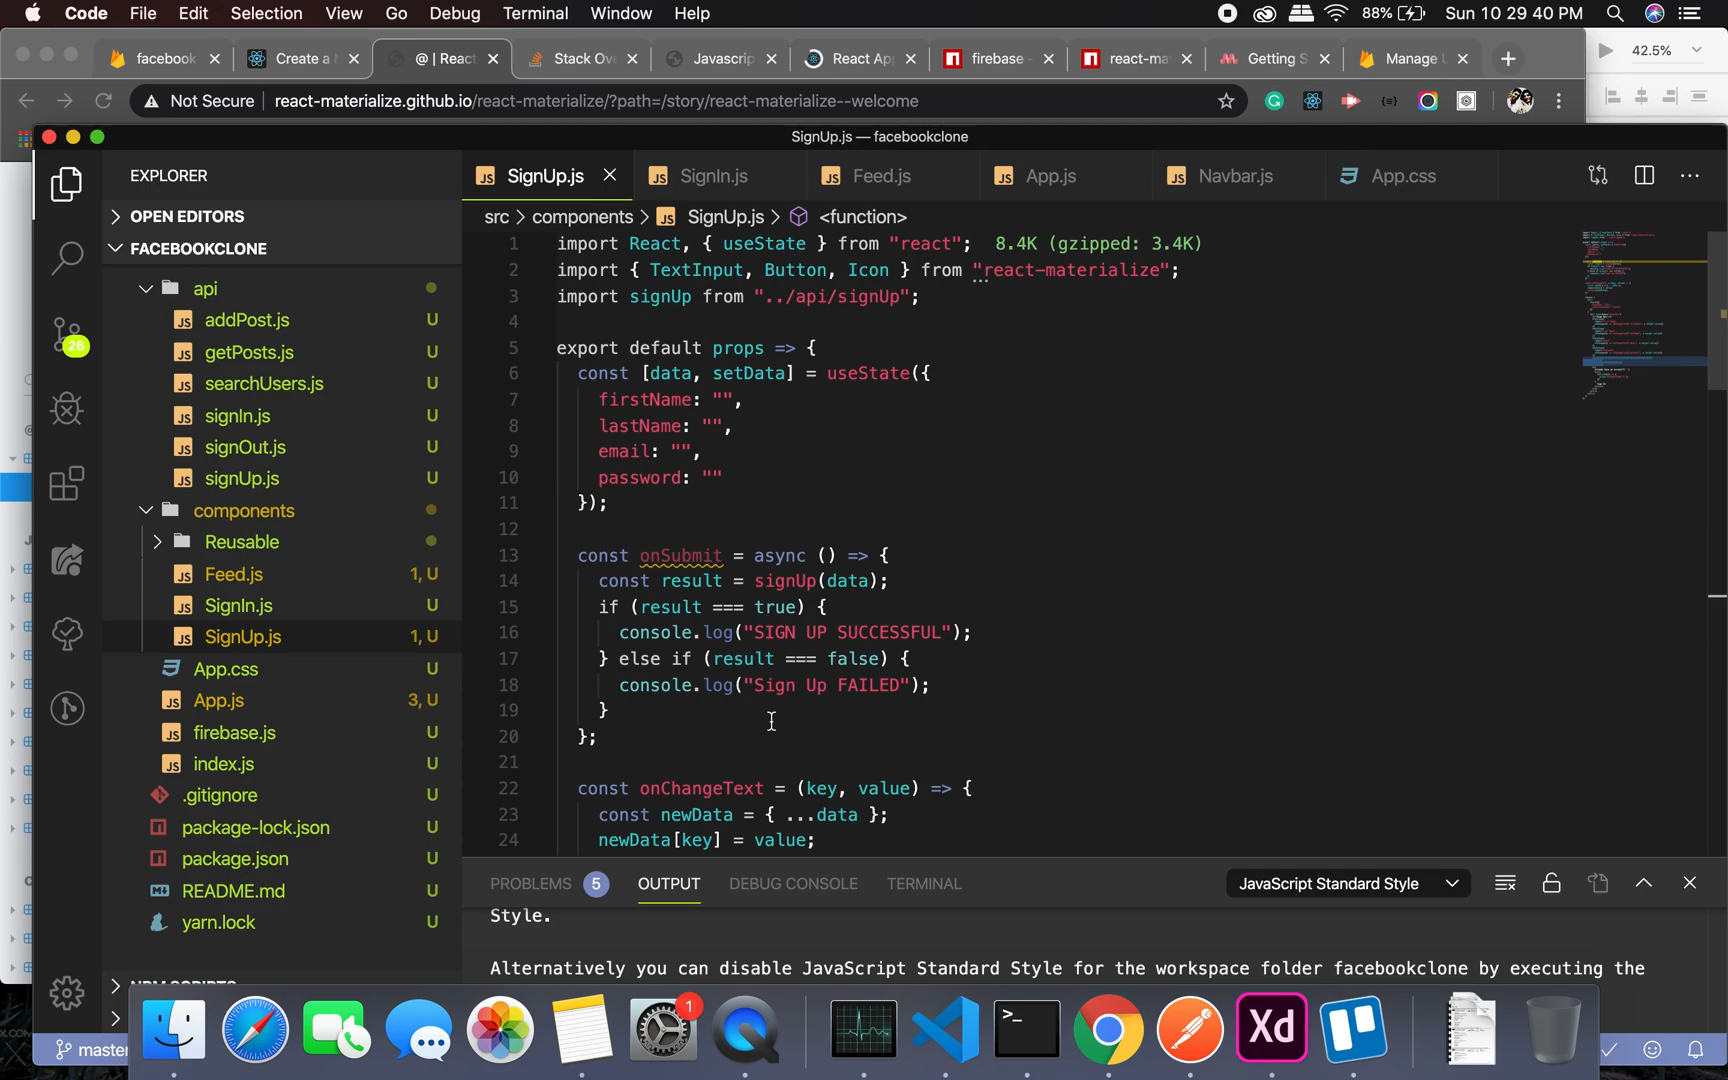 Code File Edit Selection View Go Debug Terminal Window Help 88% Sun 10 29 40 PM
facebook Create a @ | React Stack Ov Javascrip React Ap firebase - react-ma Getting S Manage 42.5%
Not Secure react-materialize.github.io/react-materialize/?path=/story/react-materialize--welcome
SignUp.js — facebookclone
EXPLORER
OPEN EDITORS
FACEBOOKCLONE
api
addPost.js U
getPosts.js U
searchUsers.js U
signIn.js U
signOut.js U
signUp.js U
components
Reusable
Feed.js 1, U
SignIn.js U
SignUp.js 1, U
App.css U
App.js 3, U
firebase.js U
index.js U
.gitignore U
package-lock.json U
package.json U
README.md U
yarn.lock U
NPM SCRIPTS
26
master
SignUp.js SignIn.js Feed.js App.js Navbar.js App.css
src > components > SignUp.js > <function>
1 import React, { useState } from "react"; 8.4K (gzipped: 3.4K)
2 import { TextInput, Button, Icon } from "react-materialize";
3 import signUp from "../api/signUp";
4
5 export default props => {
6 const [data, setData] = useState({
7 firstName: "",
8 lastName: "",
9 email: "",
10 password: ""
11 });
12
13 const onSubmit = async () => {
14 const result = signUp(data);
15 if (result === true) {
16 console.log("SIGN UP SUCCESSFUL");
17 } else if (result === false) {
18 console.log("Sign Up FAILED");
19 }
20 };
21
22 const onChangeText = (key, value) => {
23 const newData = { ...data };
24 newData[key] = value;
PROBLEMS 5 OUTPUT DEBUG CONSOLE TERMINAL JavaScript Standard Style
Style.
Alternatively you can disable JavaScript Standard Style for the workspace folder facebookclone by executing the
1
>_
Xd